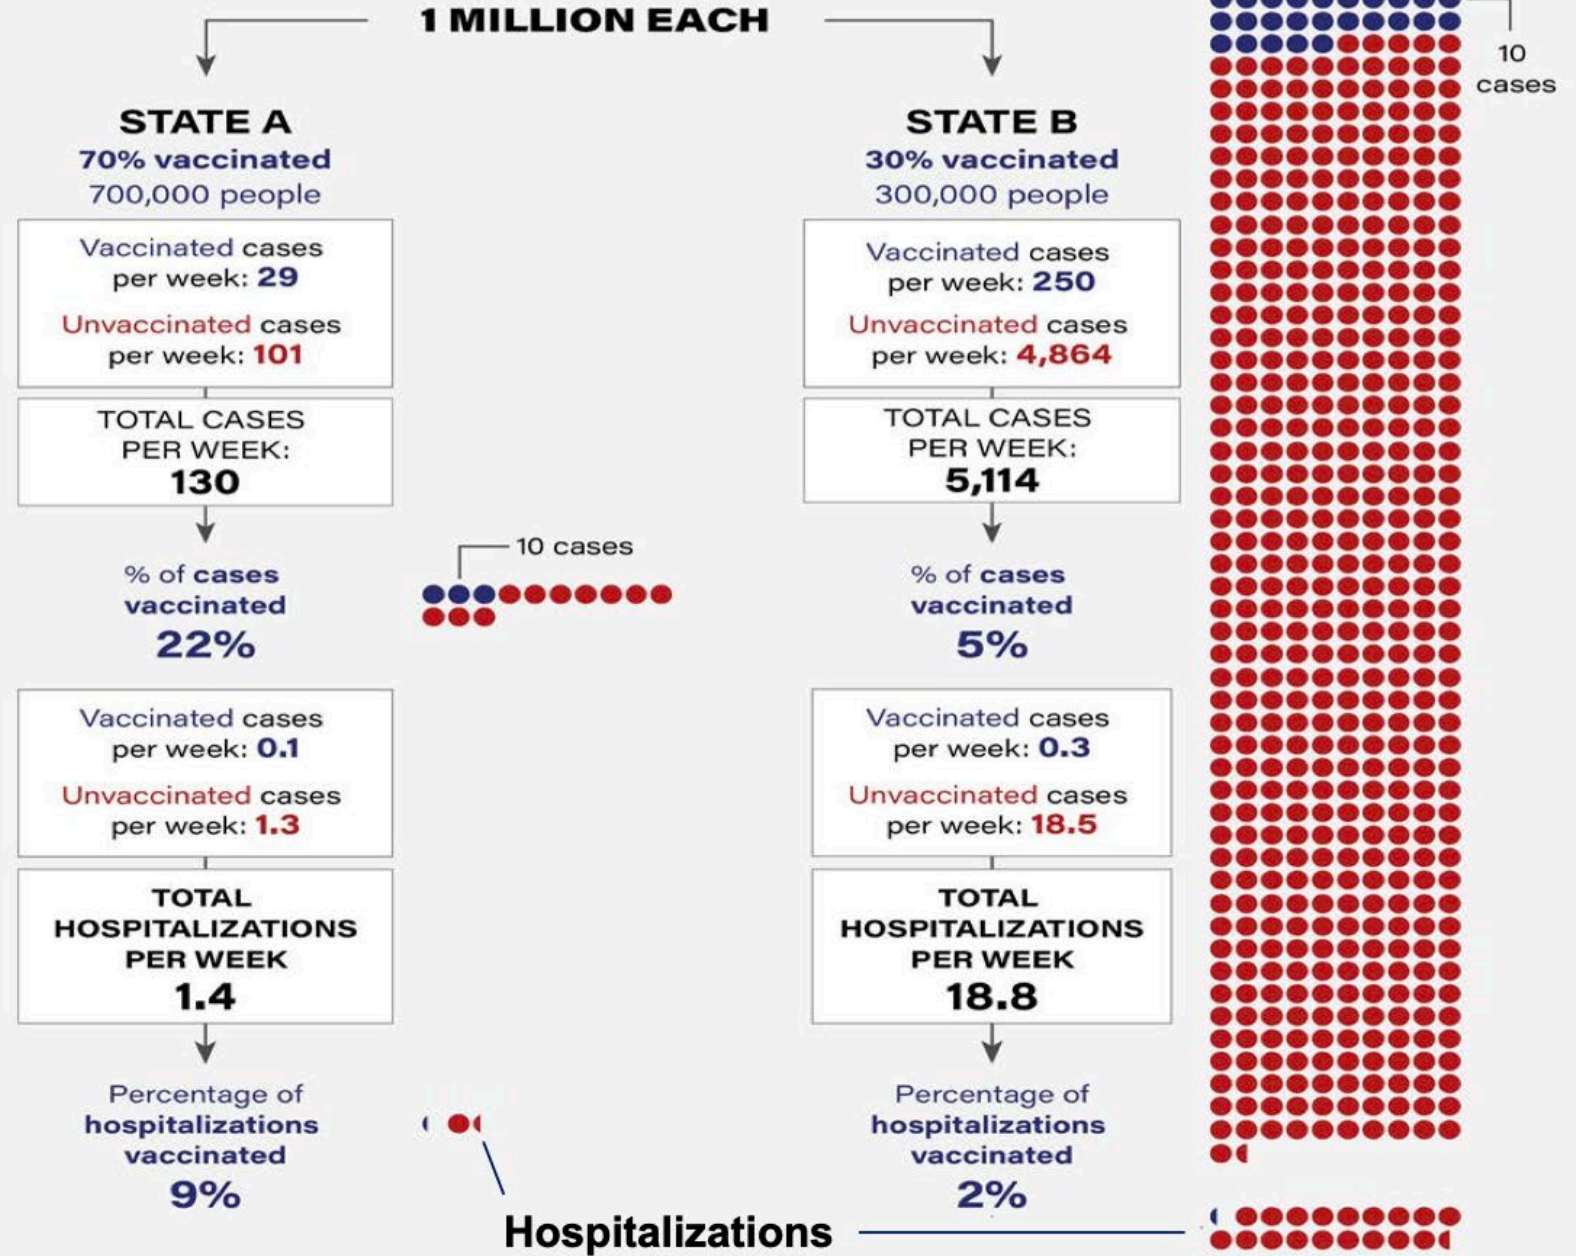 1 MILLION EACH
STATE A
70% vaccinated
700,000 people
Vaccinated cases
per week: 29
Unvaccinated cases
per week: 101
TOTAL CASES
PER WEEK:
130
10 cases
% of cases
vaccinated
22%
Vaccinated cases
per week: 0.1
Unvaccinated cases
per week: 1.3
TOTAL
HOSPITALIZATIONS
PER WEEK
1.4
Percentage of
hospitalizations
vaccinated
9%
STATE B
30% vaccinated
300,000 people
Vaccinated cases
per week: 250
Unvaccinated cases
per week: 4,864
TOTAL CASES
PER WEEK:
5,114
% of cases
vaccinated
5%
Vaccinated cases
per week: 0.3
Unvaccinated cases
per week: 18.5
TOTAL
HOSPITALIZATIONS
PER WEEK
18.8
Percentage of
hospitalizations
vaccinated
2%
10
cases
Hospitalizations